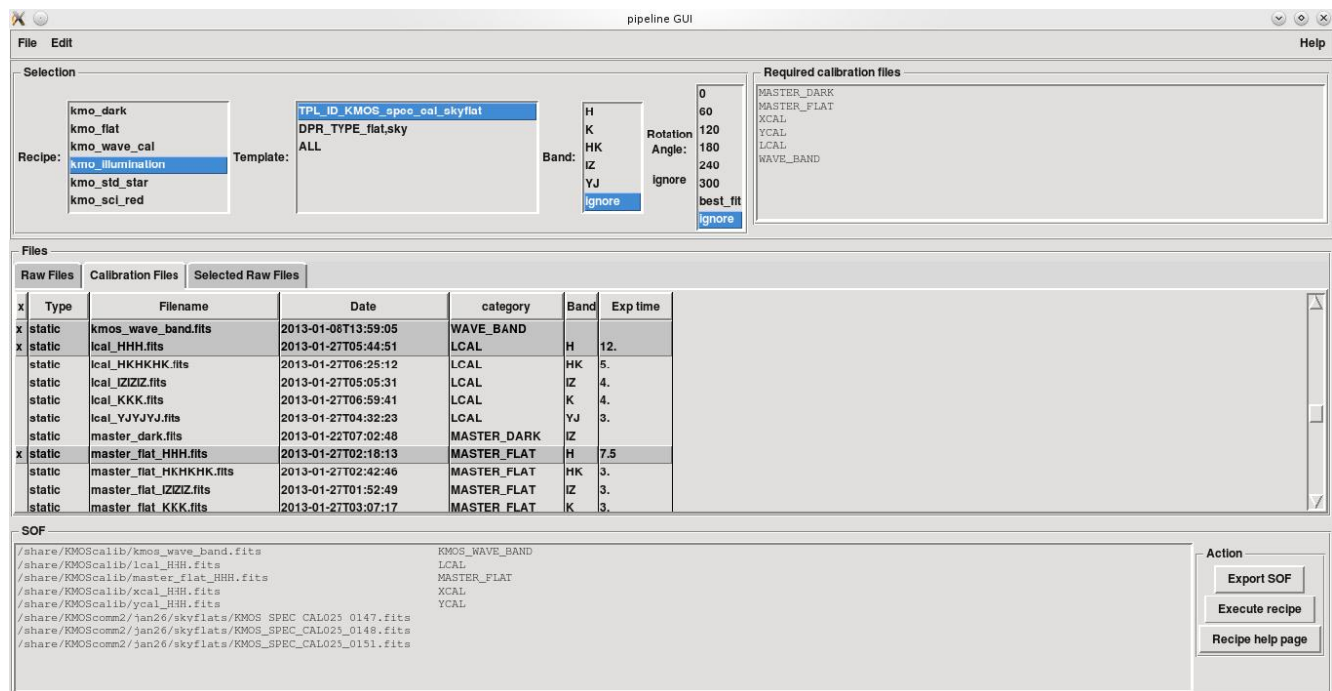 pipeline GUI
File Edit Help
Selection
Recipe:
kmo_dark
kmo_flat
kmo_wave_cal
kmo_illumination
kmo_std_star
kmo_sci_red
Template:
TPL_ID_KMOS_spec_cal_skyflat
DPR_TYPE_flat,sky
ALL
Band:
H
K
HK
IZ
YJ
ignore
Rotation
Angle:
ignore
0
60
120
180
240
300
best_fit
ignore
Required calibration files
MASTER_DARK
MASTER_FLAT
XCAL
YCAL
LCAL
WAVE_BAND
Files
Raw Files Calibration Files Selected Raw Files
x Type Filename Date category Band Exp time
x static kmos_wave_band.fits 2013-01-08T13:59:05 WAVE_BAND
x static lcal_HHH.fits 2013-01-27T05:44:51 LCAL H 12.
static lcal_HKHKHK.fits 2013-01-27T06:25:12 LCAL HK 5.
static lcal_IZIZIZ.fits 2013-01-27T05:05:31 LCAL IZ 4.
static lcal_KKK.fits 2013-01-27T06:59:41 LCAL K 4.
static lcal_YJYJYJ.fits 2013-01-27T04:32:23 LCAL YJ 3.
static master_dark.fits 2013-01-22T07:02:48 MASTER_DARK IZ
x static master_flat_HHH.fits 2013-01-27T02:18:13 MASTER_FLAT H 7.5
static master_flat_HKHKHK.fits 2013-01-27T02:42:46 MASTER_FLAT HK 3.
static master_flat_IZIZIZ.fits 2013-01-27T01:52:49 MASTER_FLAT IZ 3.
static master_flat_KKK.fits 2013-01-27T03:07:17 MASTER_FLAT K 3.
SOF
/share/KMOScalib/kmos_wave_band.fits KMOS_WAVE_BAND
/share/KMOScalib/lcal_HHH.fits LCAL
/share/KMOScalib/master_flat_HHH.fits MASTER_FLAT
/share/KMOScalib/xcal_HHH.fits XCAL
/share/KMOScalib/ycal_HHH.fits YCAL
/share/KMOScomm2/jan26/skyflats/KMOS_SPEC_CAL025_0147.fits
/share/KMOScomm2/jan26/skyflats/KMOS_SPEC_CAL025_0148.fits
/share/KMOScomm2/jan26/skyflats/KMOS_SPEC_CAL025_0151.fits
Action
Export SOF
Execute recipe
Recipe help page